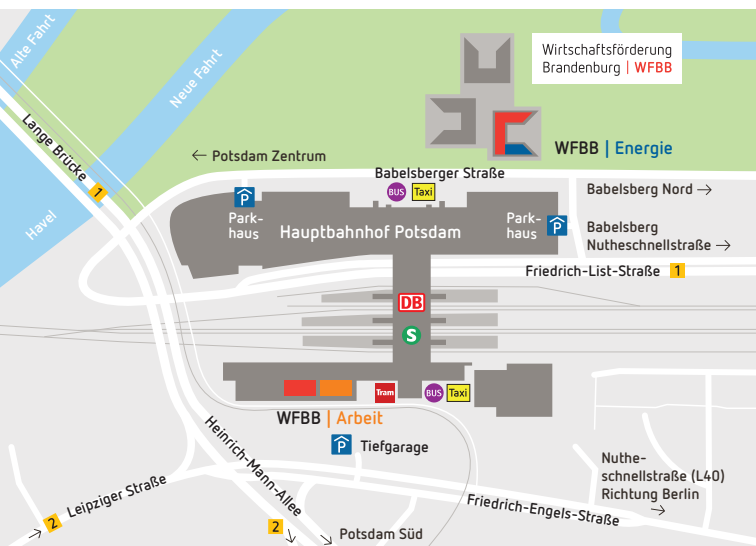 Alte Fahrt
Neue Fahrt
Wirtschaftsförderung
Brandenburg | WFBB
Lange Brücke
1
WFBB | Energie
← Potsdam Zentrum
Babelsberger Straße
BUS
Taxi
Babelsberg Nord →
P
Park-
haus
Havel
Hauptbahnhof Potsdam
Park-
haus
P
Babelsberg
Nutheschnellstraße →
Friedrich-List-Straße 1
DB
S
Tram
BUS
Taxi
WFBB | Arbeit
P Tiefgarage
Heinrich-Mann-Allee
2
Leipziger Straße
2
Nuthe-
schnellstraße (L40)
Richtung Berlin
→
Friedrich-Engels-Straße
Potsdam Süd